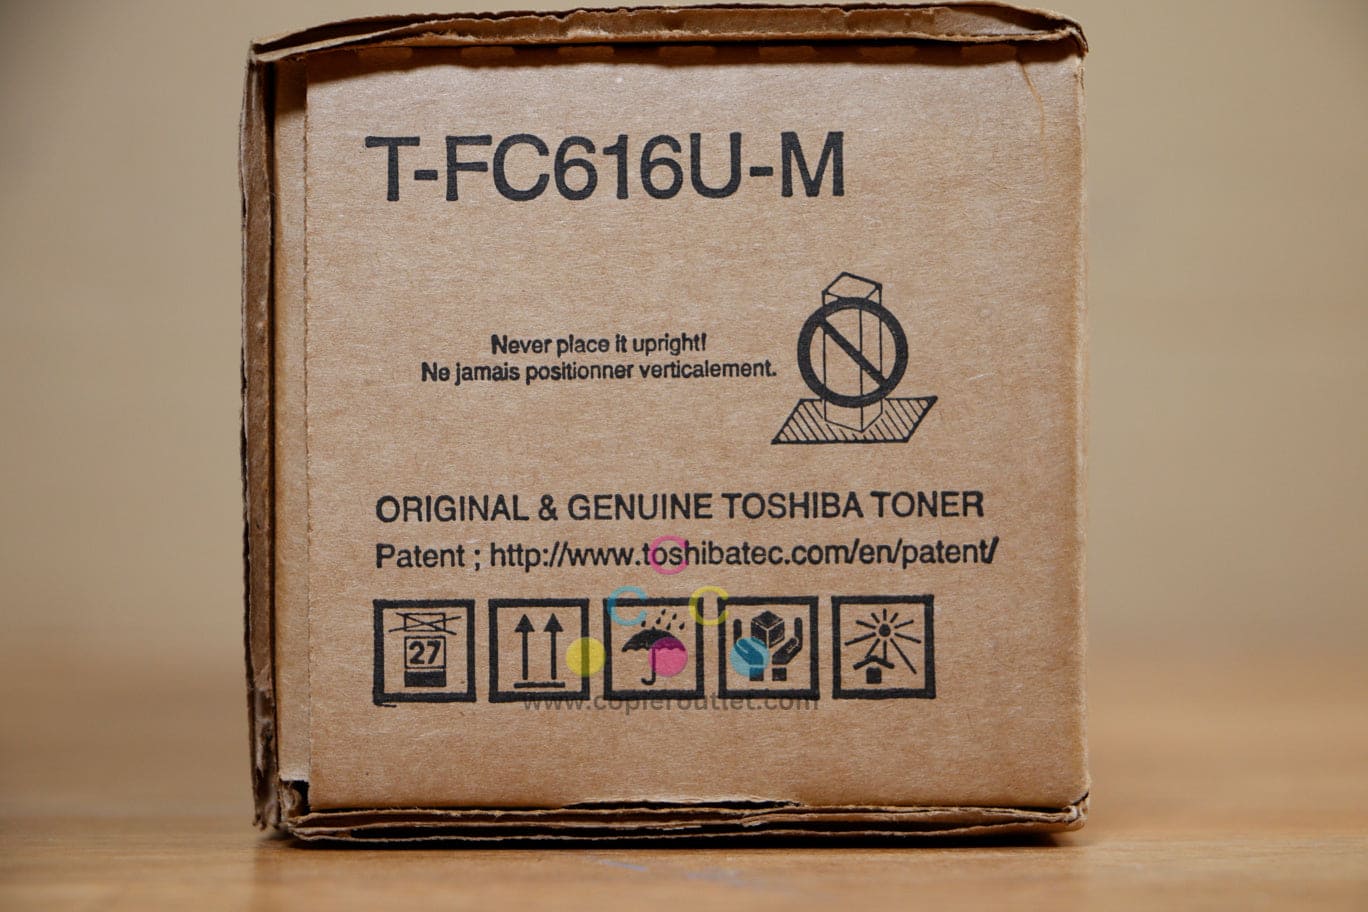 T-FC616U-M
Never place it upright!
Ne jamais positionner verticalement.
ORIGINAL & GENUINE TOSHIBA TONER
Patent ; http://www.toshibatec.com/en/patent/
C
C C
27
www.copieroutlet.com